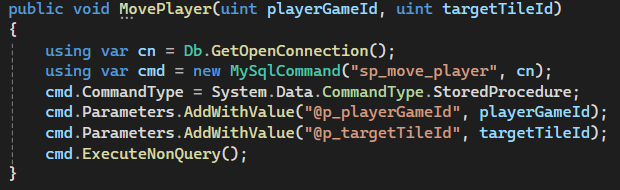 public void MovePlayer(uint playerGameId, uint targetTileId)
{
    using var cn = Db.GetOpenConnection();
    using var cmd = new MySqlCommand("sp_move_player", cn);
    cmd.CommandType = System.Data.CommandType.StoredProcedure;
    cmd.Parameters.AddWithValue("@p_playerGameId", playerGameId);
    cmd.Parameters.AddWithValue("@p_targetTileId", targetTileId);
    cmd.ExecuteNonQuery();
}